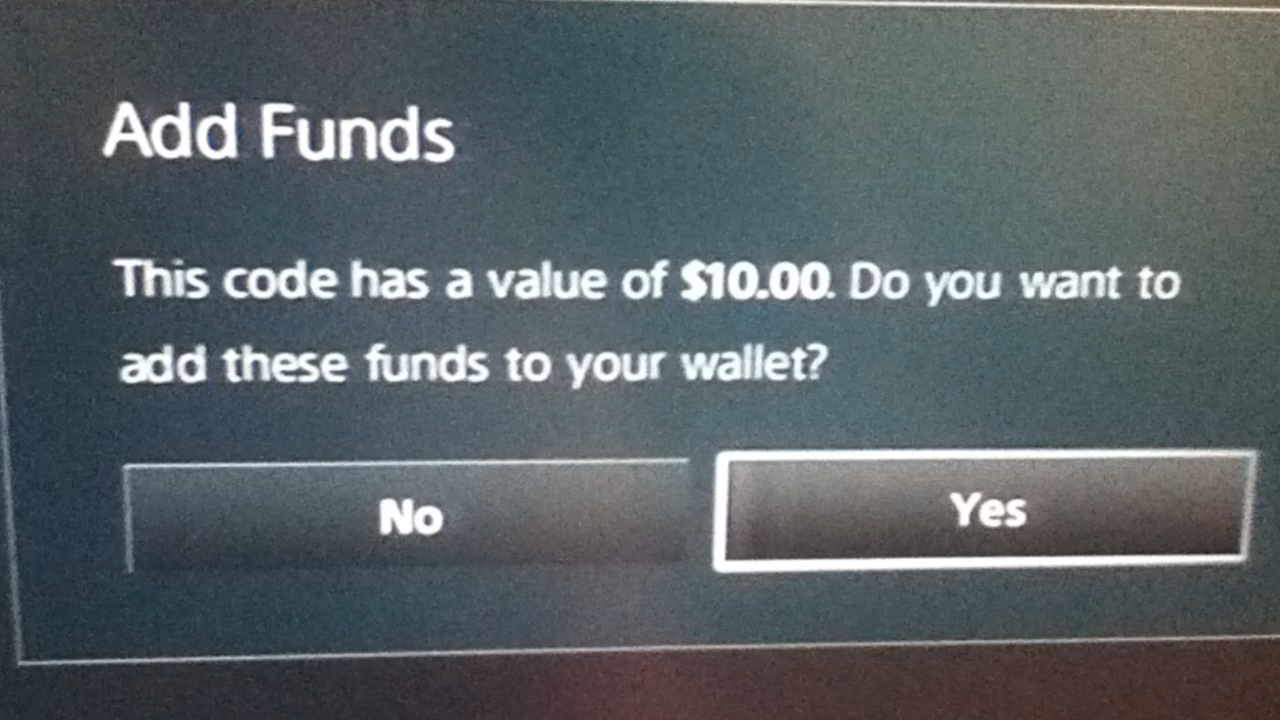 Add Funds
This code has a value of $10.00. Do you want to
add these funds to your wallet?
No
Yes